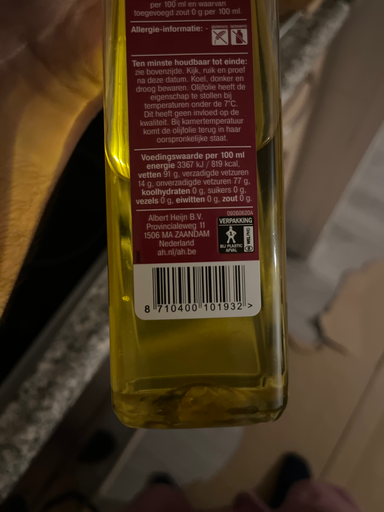 per 100 ml en waarvan
toegevoegd zout 0 g per 100 ml.
Allergie-informatie: -
Ten minste houdbaar tot einde:
zie bovenzijde. Kijk, ruik en proef
na deze datum. Koel, donker en
droog bewaren. Olijfolie heeft de
eigenschap te stollen bij
temperaturen onder de 7°C.
Dit heeft geen invloed op de
kwaliteit. Bij kamertemperatuur
komt de olijfolie terug in haar
oorspronkelijke staat.
Voedingswaarde per 100 ml
energie 3367 kJ / 819 kcal,
vetten 91 g, verzadigde vetzuren
14 g, onverzadigde vetzuren 77 g,
koolhydraten 0 g, suikers 0 g,
vezels 0 g, eiwitten 0 g, zout 0 g.
Albert Heijn B.V.
Provincialeweg 11
1506 MA ZAANDAM
Nederland
ah.nl/ah.be
VERPAKKING
BIJ PLASTIC
AFVAL
8 710400 101932 >